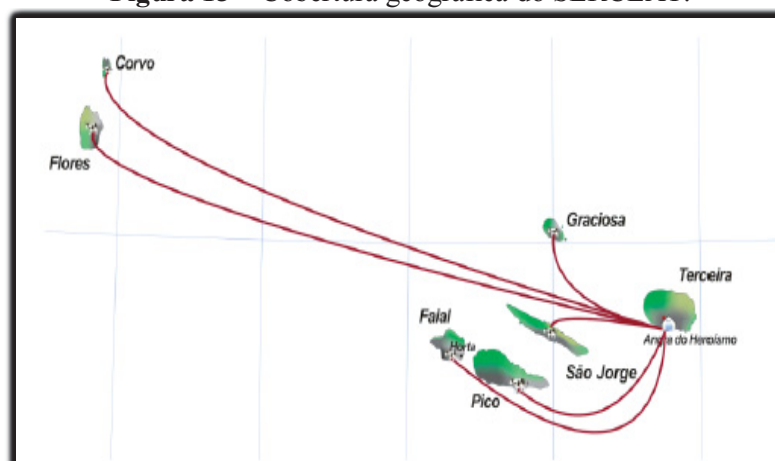 Corvo
Flores
Graciosa
Terceira
Angra do Heroísmo
Faial
Horta
São Jorge
Pico